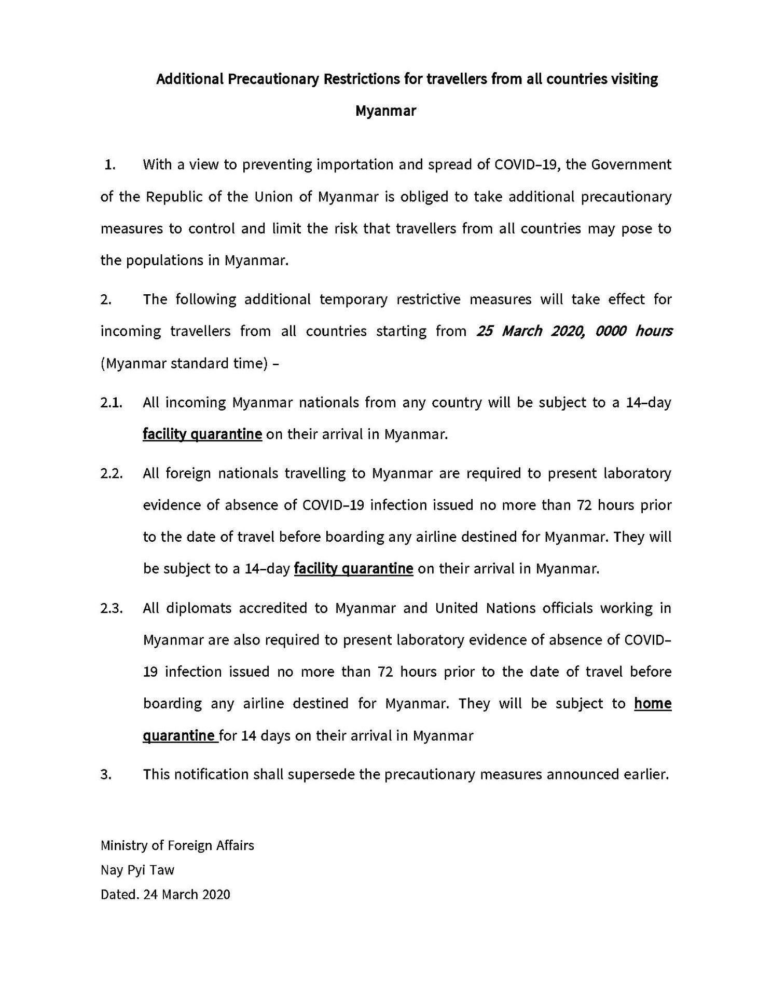 Additional Precautionary Restrictions for travellers from all countries visiting
Myanmar
1. With a view to preventing importation and spread of COVID–19, the Government
of the Republic of the Union of Myanmar is obliged to take additional precautionary
measures to control and limit the risk that travellers from all countries may pose to
the populations in Myanmar.
2. The following additional temporary restrictive measures will take effect for
incoming travellers from all countries starting from 25 March 2020, 0000 hours
(Myanmar standard time) –
2.1. All incoming Myanmar nationals from any country will be subject to a 14–day
facility quarantine on their arrival in Myanmar.
2.2. All foreign nationals travelling to Myanmar are required to present laboratory
evidence of absence of COVID–19 infection issued no more than 72 hours prior
to the date of travel before boarding any airline destined for Myanmar. They will
be subject to a 14–day facility quarantine on their arrival in Myanmar.
2.3. All diplomats accredited to Myanmar and United Nations officials working in
Myanmar are also required to present laboratory evidence of absence of COVID–
19 infection issued no more than 72 hours prior to the date of travel before
boarding any airline destined for Myanmar. They will be subject to home
quarantine for 14 days on their arrival in Myanmar
3. This notification shall supersede the precautionary measures announced earlier.
Ministry of Foreign Affairs
Nay Pyi Taw
Dated. 24 March 2020